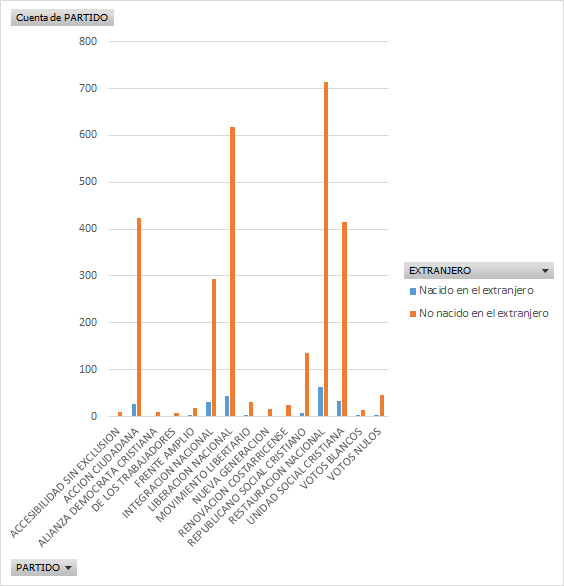 Cuenta de PARTIDO
800
700
600
500
400
300
200
100
0
EXTRANJERO
Nacido en el extranjero
No nacido en el extranjero
ACCESIBILIDAD SIN EXCLUSION
ACCION CIUDADANA
ALIANZA DEMOCRATA CRISTIANA
DE LOS TRABAJADORES
FRENTE AMPLIO
INTEGRACION NACIONAL
LIBERACION NACIONAL
MOVIMIENTO LIBERTARIO
NUEVA GENERACION
RENOVACION COSTARRICENSE
REPUBLICANO SOCIAL CRISTIANO
RESTAURACION NACIONAL
UNIDAD SOCIAL CRISTIANA
VOTOS BLANCOS
VOTOS NULOS
PARTIDO